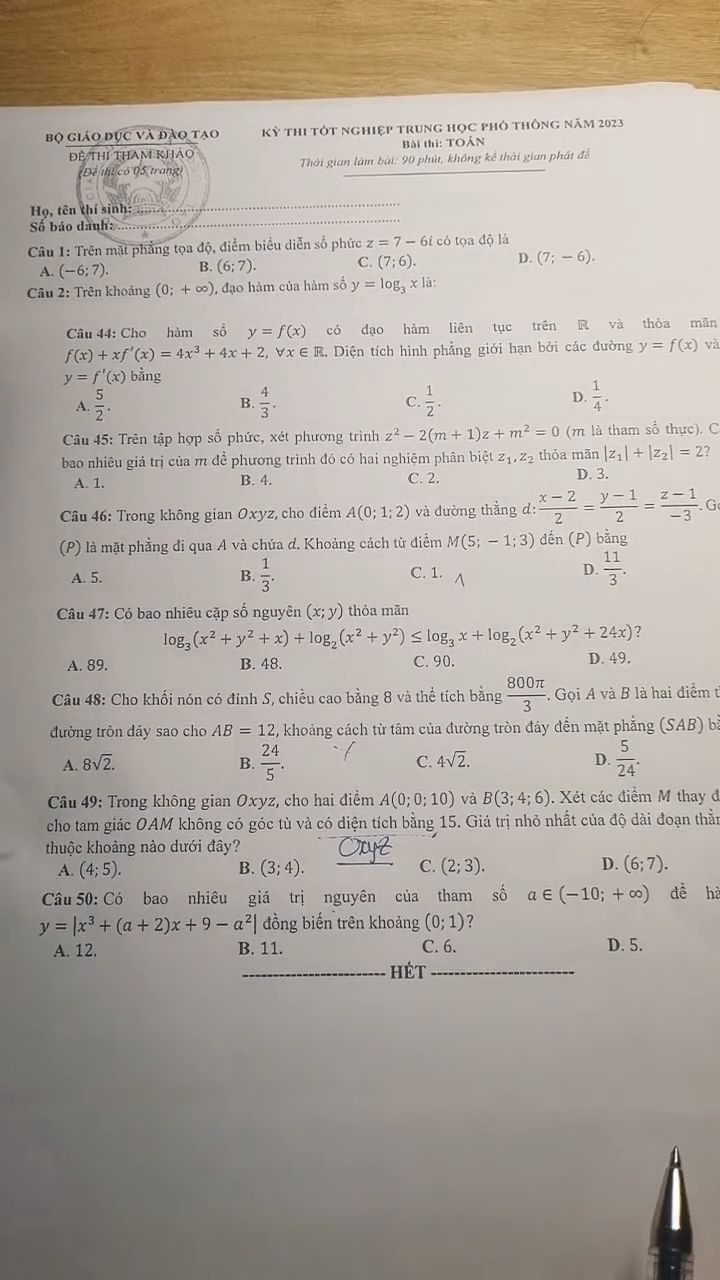 BỘ GIÁO DỤC VÀ ĐÀO TẠO
ĐỀ THI THAM KHẢO
(Đề thi có 05 trang)
KỲ THI TỐT NGHIỆP TRUNG HỌC PHỔ THÔNG NĂM 2023
Bài thi: TOÁN
Thời gian làm bài: 90 phút, không kể thời gian phát đề
Họ, tên thí sinh:
Số báo danh:
Câu 1: Trên mặt phẳng tọa độ, điểm biểu diễn số phức z = 7 − 6i có tọa độ là
A. (−6; 7). B. (6; 7). C. (7; 6). D. (7; − 6).
Câu 2: Trên khoảng (0; +∞), đạo hàm của hàm số y = log₃ x là:
Câu 44: Cho hàm số y = f(x) có đạo hàm liên tục trên ℝ và thỏa mãn
f(x) + xf′(x) = 4x³ + 4x + 2, ∀x ∈ ℝ. Diện tích hình phẳng giới hạn bởi các đường y = f(x) và
y = f′(x) bằng
A. 5/2. B. 4/3. C. 1/2. D. 1/4.
Câu 45: Trên tập hợp số phức, xét phương trình z² − 2(m + 1)z + m² = 0 (m là tham số thực). C
bao nhiêu giá trị của m để phương trình đó có hai nghiệm phân biệt z₁, z₂ thỏa mãn |z₁| + |z₂| = 2?
A. 1. B. 4. C. 2. D. 3.
Câu 46: Trong không gian Oxyz, cho điểm A(0; 1; 2) và đường thẳng d: (x − 2)/2 = (y − 1)/2 = (z − 1)/−3. G
(P) là mặt phẳng đi qua A và chứa d. Khoảng cách từ điểm M(5; − 1; 3) đến (P) bằng
A. 5. B. 1/3. C. 1. D. 11/3.
Câu 47: Có bao nhiêu cặp số nguyên (x; y) thỏa mãn
log₃(x² + y² + x) + log₂(x² + y²) ≤ log₃ x + log₂(x² + y² + 24x)?
A. 89. B. 48. C. 90. D. 49.
Câu 48: Cho khối nón có đỉnh S, chiều cao bằng 8 và thể tích bằng 800π/3. Gọi A và B là hai điểm t
đường tròn đáy sao cho AB = 12, khoảng cách từ tâm của đường tròn đáy đến mặt phẳng (SAB) bằ
A. 8√2. B. 24/5. C. 4√2. D. 5/24.
Câu 49: Trong không gian Oxyz, cho hai điểm A(0; 0; 10) và B(3; 4; 6). Xét các điểm M thay đ
cho tam giác OAM không có góc tù và có diện tích bằng 15. Giá trị nhỏ nhất của độ dài đoạn thẳn
thuộc khoảng nào dưới đây?
Oxyz
A. (4; 5). B. (3; 4). C. (2; 3). D. (6; 7).
Câu 50: Có bao nhiêu giá trị nguyên của tham số a ∈ (−10; +∞) để hà
y = |x³ + (a + 2)x + 9 − a²| đồng biến trên khoảng (0; 1)?
A. 12. B. 11. C. 6. D. 5.
HẾT